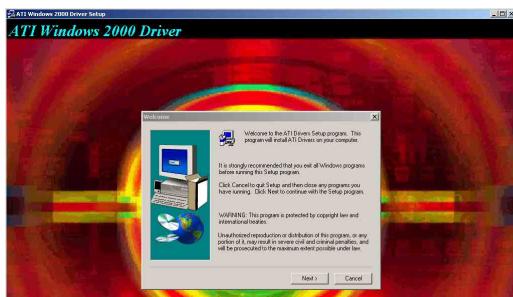 ATI Windows 2000 Driver Setup
ATI Windows 2000 Driver
Welcome
Welcome to the ATI Drivers Setup program. This
program will install ATI Drivers on your computer.
It is strongly recommended that you exit all Windows programs
before running this Setup program.
Click Cancel to quit Setup and then close any programs you
have running. Click Next to continue with the Setup program.
WARNING: This program is protected by copyright law and
international treaties.
Unauthorized reproduction or distribution of this program, or any
portion of it, may result in severe civil and criminal penalties, and
will be prosecuted to the maximum extent possible under law.
Next >
Cancel